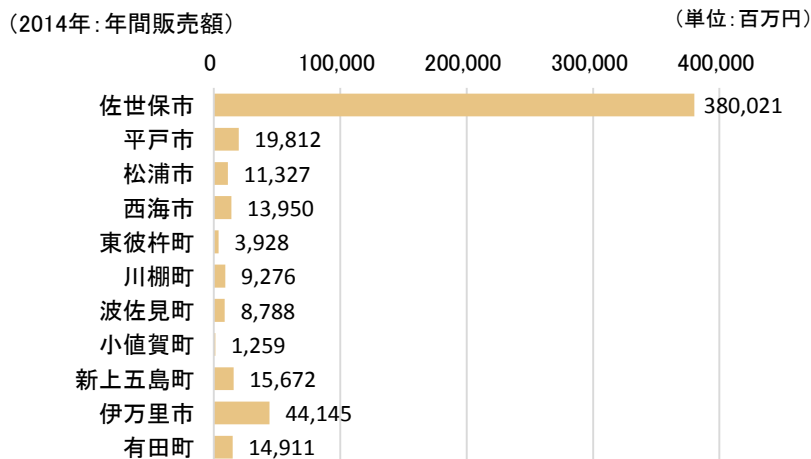 （2014年：年間販売額）
（単位：百万円）
0 100,000 200,000 300,000 400,000
佐世保市 380,021
平戸市 19,812
松浦市 11,327
西海市 13,950
東彼杵町 3,928
川棚町 9,276
波佐見町 8,788
小値賀町 1,259
新上五島町 15,672
伊万里市 44,145
有田町 14,911